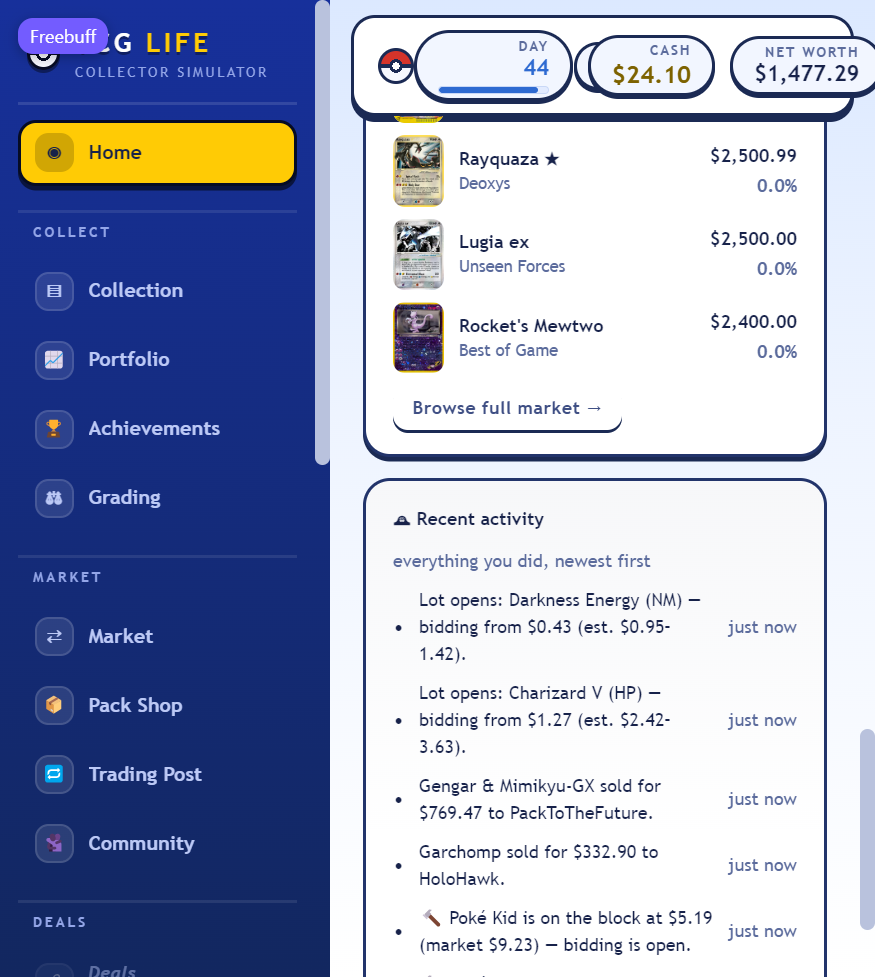 Freebuff
CG LIFE
COLLECTOR SIMULATOR
Home
COLLECT
Collection
Portfolio
Achievements
Grading
MARKET
Market
Pack Shop
Trading Post
Community
DEALS
Deals
DAY
44
CASH
$24.10
NET WORTH
$1,477.29
Rayquaza ★
$2,500.99
Deoxys
0.0%
Lugia ex
$2,500.00
Unseen Forces
0.0%
Rocket's Mewtwo
$2,400.00
Best of Game
0.0%
Browse full market →
Recent activity
everything you did, newest first
Lot opens: Darkness Energy (NM) —
• bidding from $0.43 (est. $0.95-
just now
1.42).
Lot opens: Charizard V (HP) —
• bidding from $1.27 (est. $2.42-
just now
3.63).
• Gengar & Mimikyu-GX sold for
$769.47 to PackToTheFuture.
just now
• Garchomp sold for $332.90 to
HoloHawk.
just now
• 🔨 Poké Kid is on the block at $5.19
(market $9.23) — bidding is open.
just now